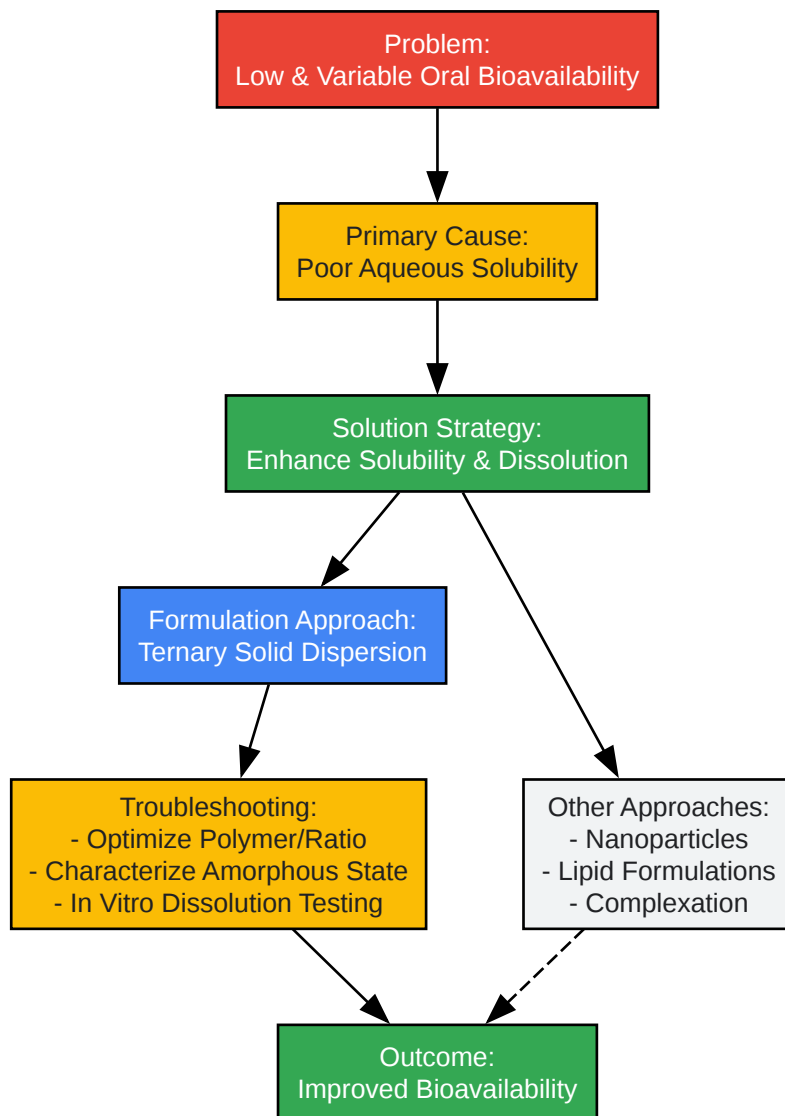 Problem:
Low & Variable Oral Bioavailability
Primary Cause:
Poor Aqueous Solubility
Solution Strategy:
Enhance Solubility & Dissolution
Formulation Approach:
Ternary Solid Dispersion
Troubleshooting:
- Optimize Polymer/Ratio
- Characterize Amorphous State
- In Vitro Dissolution Testing
Other Approaches:
- Nanoparticles
- Lipid Formulations
- Complexation
Outcome:
Improved Bioavailability